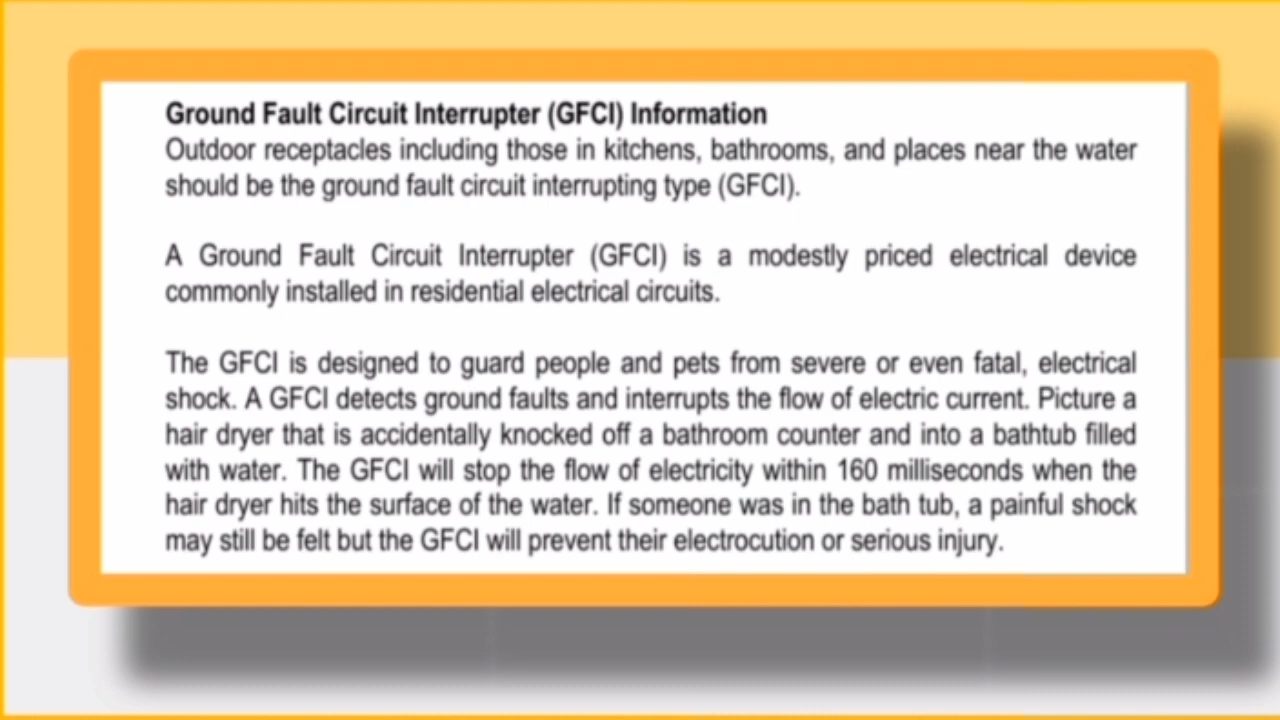 Ground Fault Circuit Interrupter (GFCI) Information
Outdoor receptacles including those in kitchens, bathrooms, and places near the water
should be the ground fault circuit interrupting type (GFCI).
A Ground Fault Circuit Interrupter (GFCI) is a modestly priced electrical device
commonly installed in residential electrical circuits.
The GFCI is designed to guard people and pets from severe or even fatal, electrical
shock. A GFCI detects ground faults and interrupts the flow of electric current. Picture a
hair dryer that is accidentally knocked off a bathroom counter and into a bathtub filled
with water. The GFCI will stop the flow of electricity within 160 milliseconds when the
hair dryer hits the surface of the water. If someone was in the bath tub, a painful shock
may still be felt but the GFCI will prevent their electrocution or serious injury.